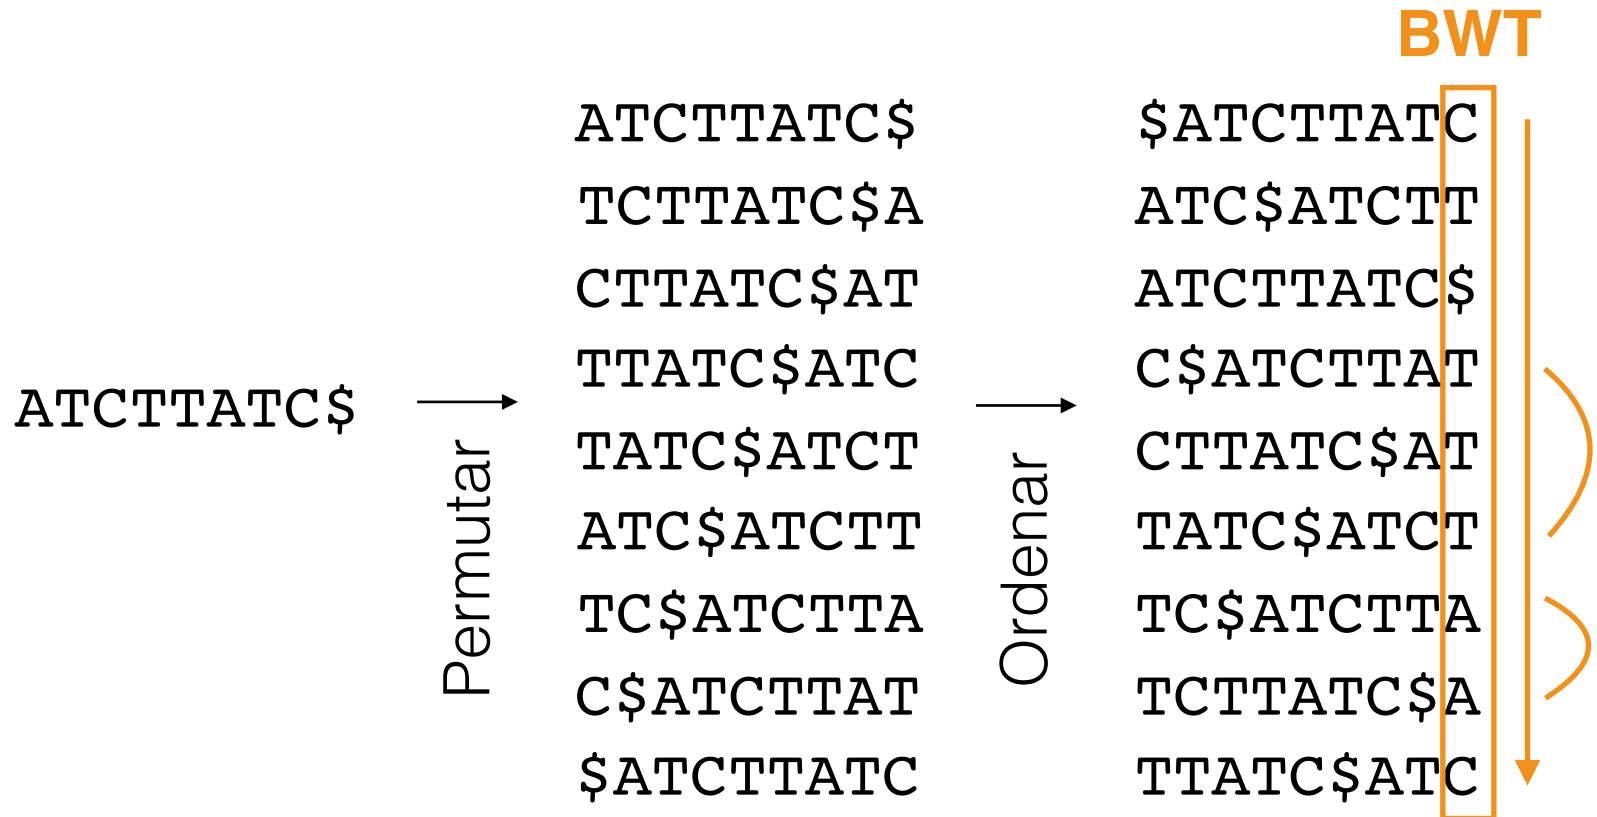 BWT
ATCTTATC$
Permutar
ATCTTATC$
TCTTATC$A
CTTATC$AT
TTATC$ATC
TATC$ATCT
ATC$ATCTT
TC$ATCTTA
C$ATCTTAT
$ATCTTATC
Ordenar
$ATCTTATC
ATC$ATCTT
ATCTTATC$
C$ATCTTAT
CTTATC$AT
TATC$ATCT
TC$ATCTTA
TCTTATC$A
TTATC$ATC